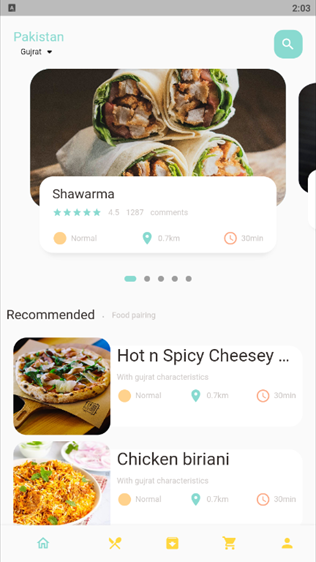 2:03
Pakistan
Gujrat
Shawarma
4.5 1287 comments
Normal 0.7km 30min
Recommended . Food pairing
Hot n Spicy Cheesey ...
With gujrat characteristics
Normal 0.7km 30min
Chicken biriani
With gujrat characteristics
Normal 0.7km 30min